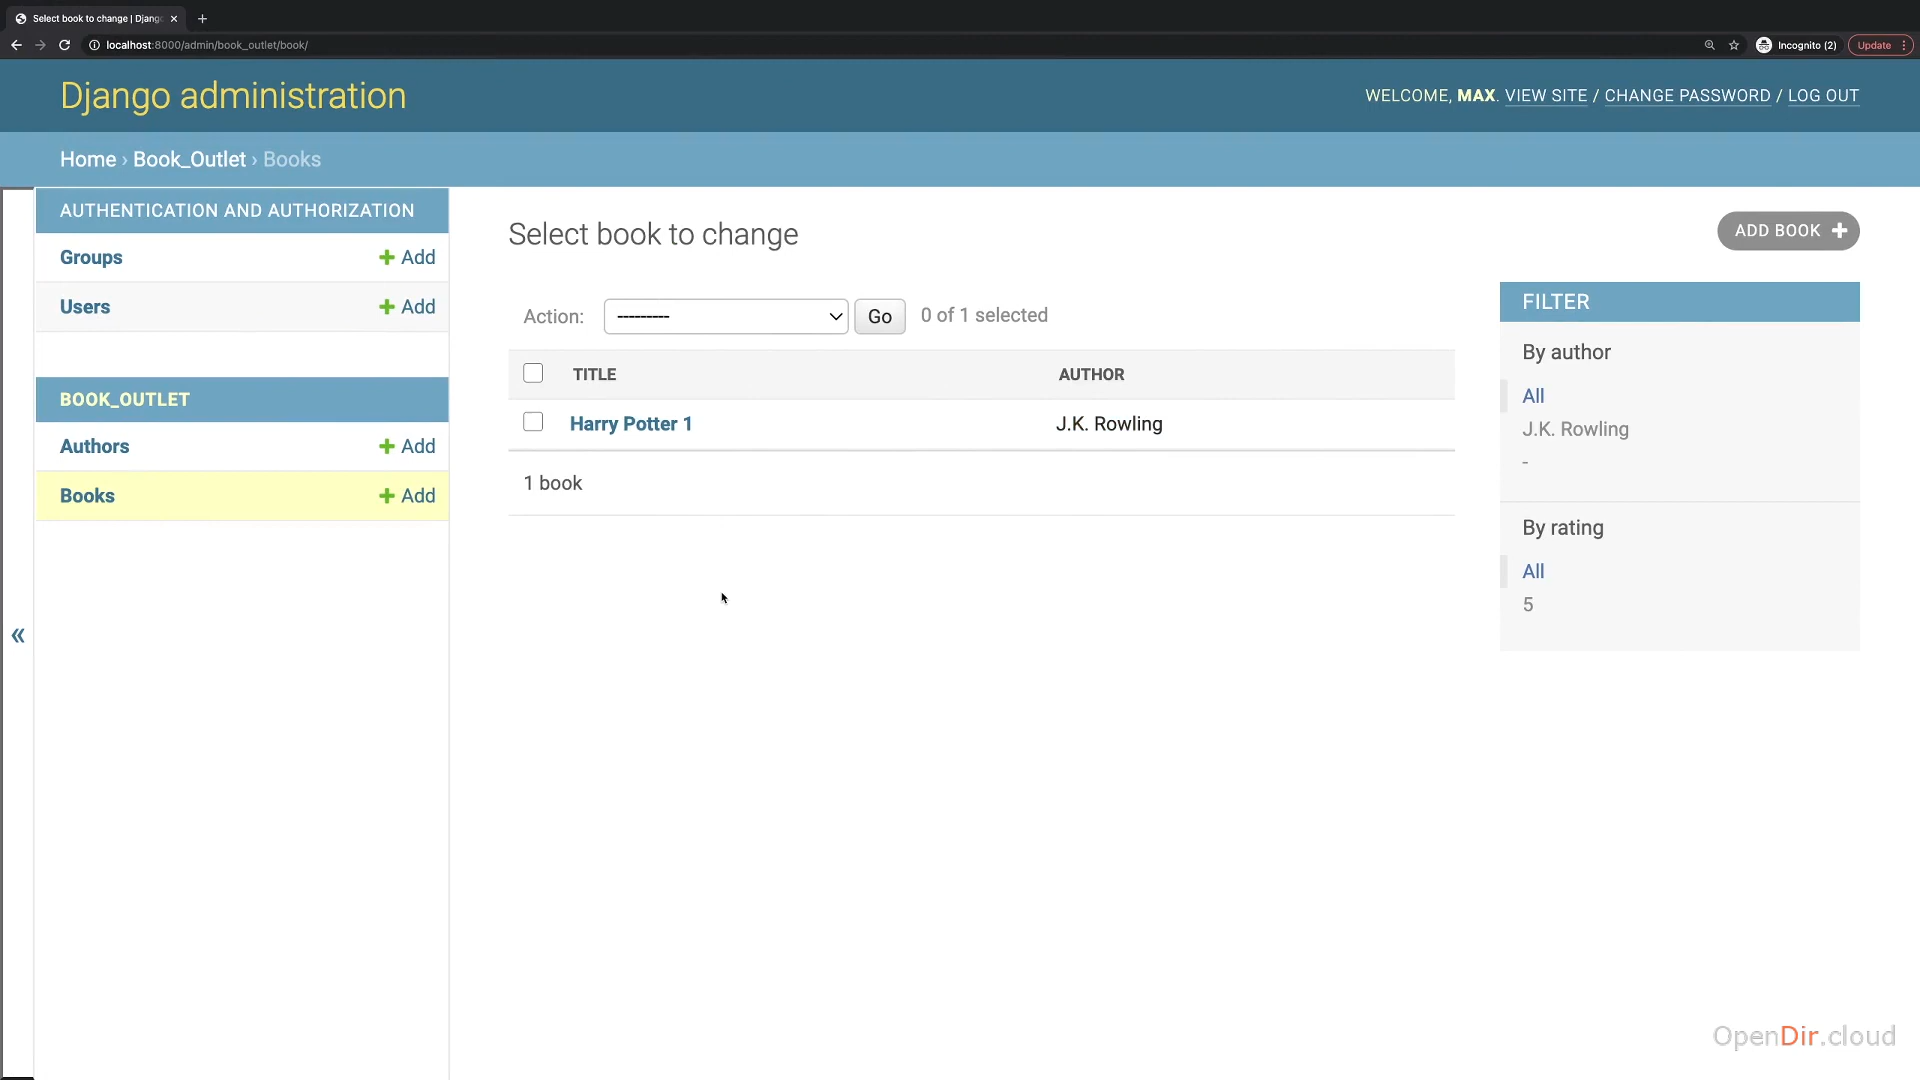 Select book to change | Djang
localhost:8000/admin/book_outlet/book/
Incognito (2)
Update
Django administration
WELCOME, MAX. VIEW SITE / CHANGE PASSWORD / LOG OUT
Home › Book_Outlet › Books
AUTHENTICATION AND AUTHORIZATION
Groups
Add
Users
Add
BOOK_OUTLET
Authors
Add
Books
Add
«
Select book to change
ADD BOOK
Action: --------- Go 0 of 1 selected
TITLE AUTHOR
Harry Potter 1 J.K. Rowling
1 book
FILTER
By author
All
J.K. Rowling
-
By rating
All
5
OpenDir.cloud